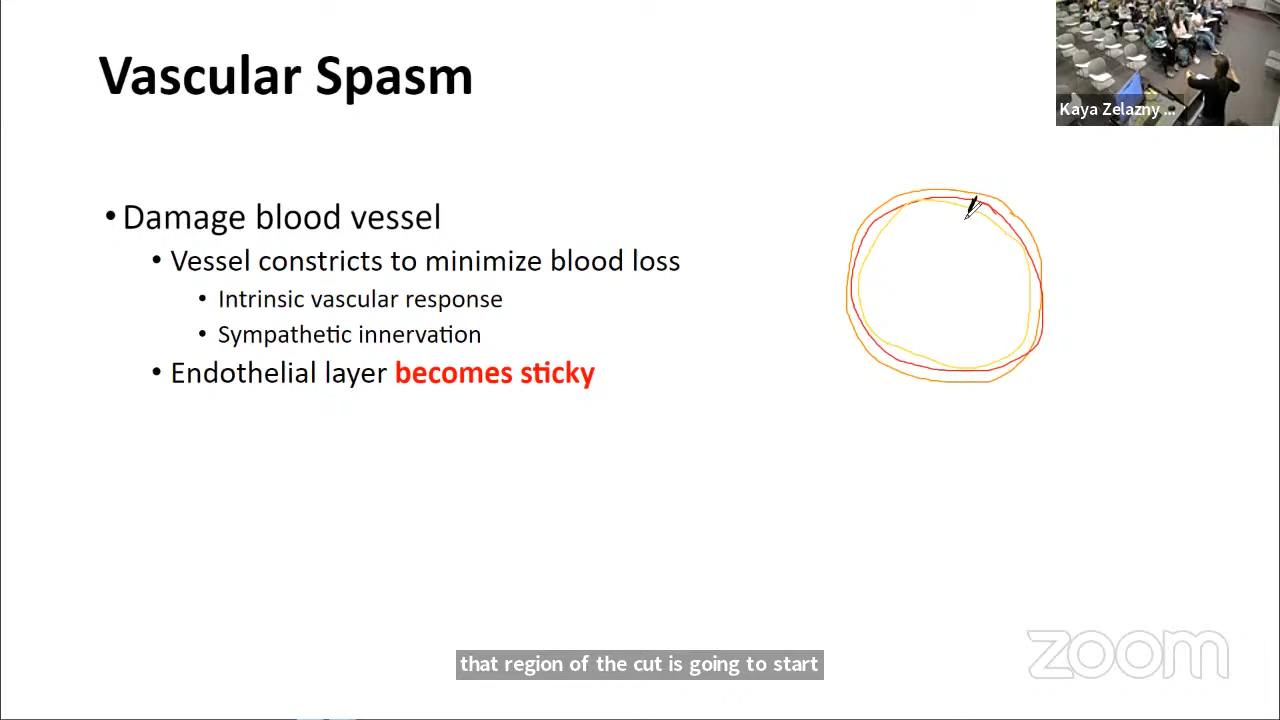 Vascular Spasm
Kaya Zelazny ...
• Damage blood vessel
• Vessel constricts to minimize blood loss
• Intrinsic vascular response
• Sympathetic innervation
• Endothelial layer becomes sticky
zoom
that region of the cut is going to start